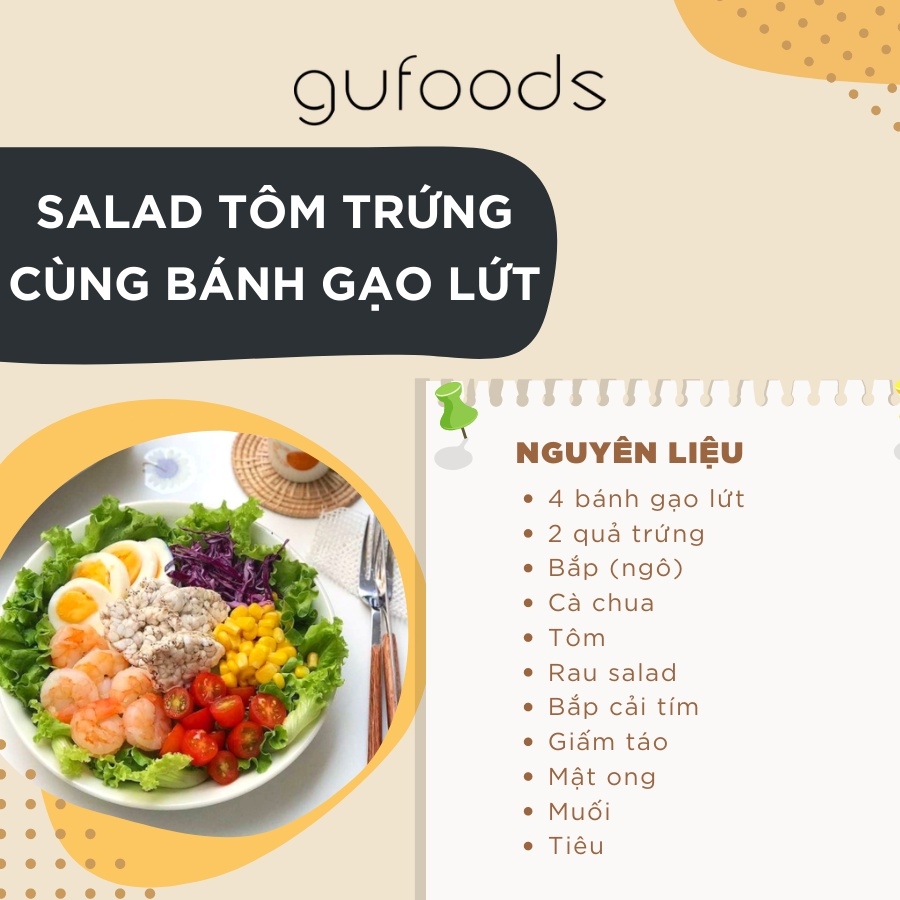 gufoods
SALAD TÔM TRỨNG
CÙNG BÁNH GẠO LỨT
NGUYÊN LIỆU
• 4 bánh gạo lứt
• 2 quả trứng
• Bắp (ngô)
• Cà chua
• Tôm
• Rau salad
• Bắp cải tím
• Giấm táo
• Mật ong
• Muối
• Tiêu